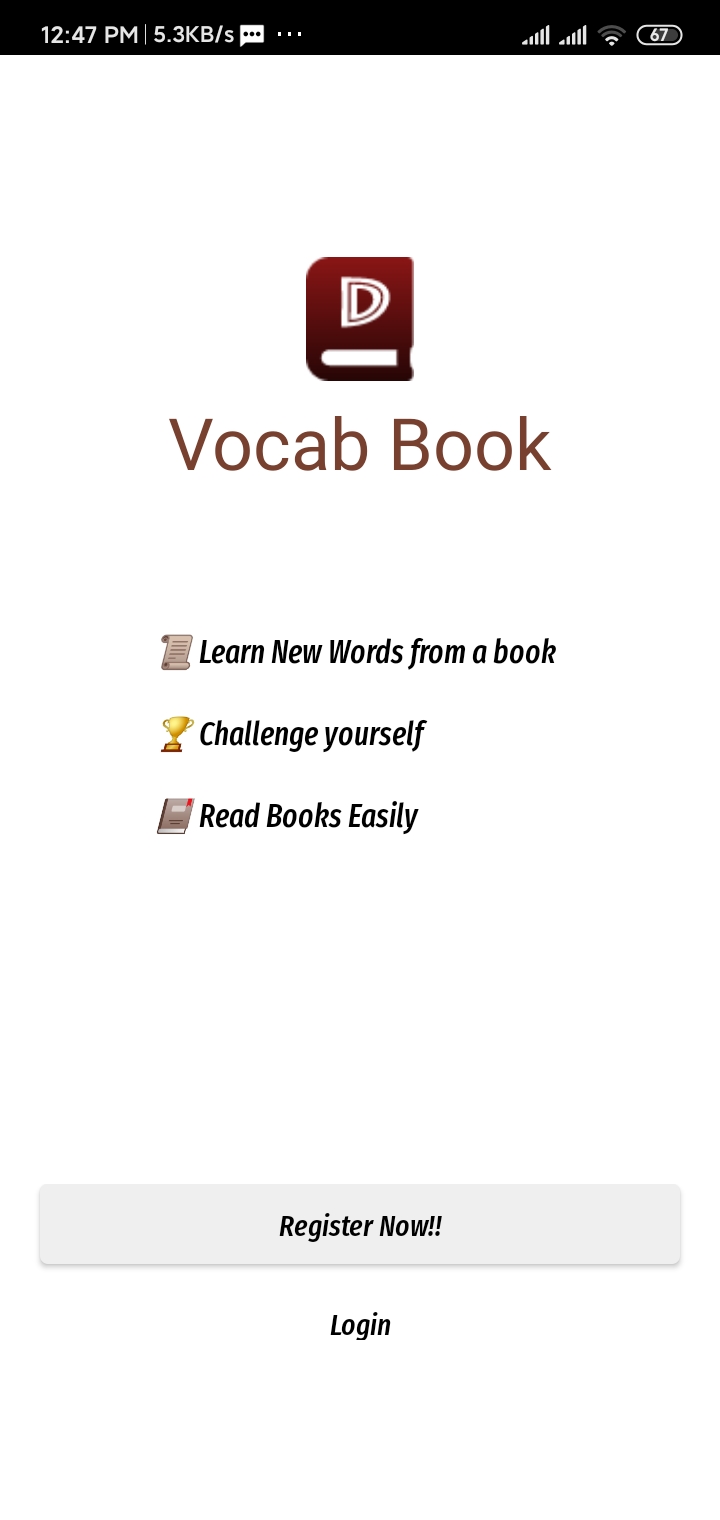 12:47 PM 5.3KB/s ... 67
D
Vocab Book
Learn New Words from a book
Challenge yourself
Read Books Easily
Register Now!!
Login